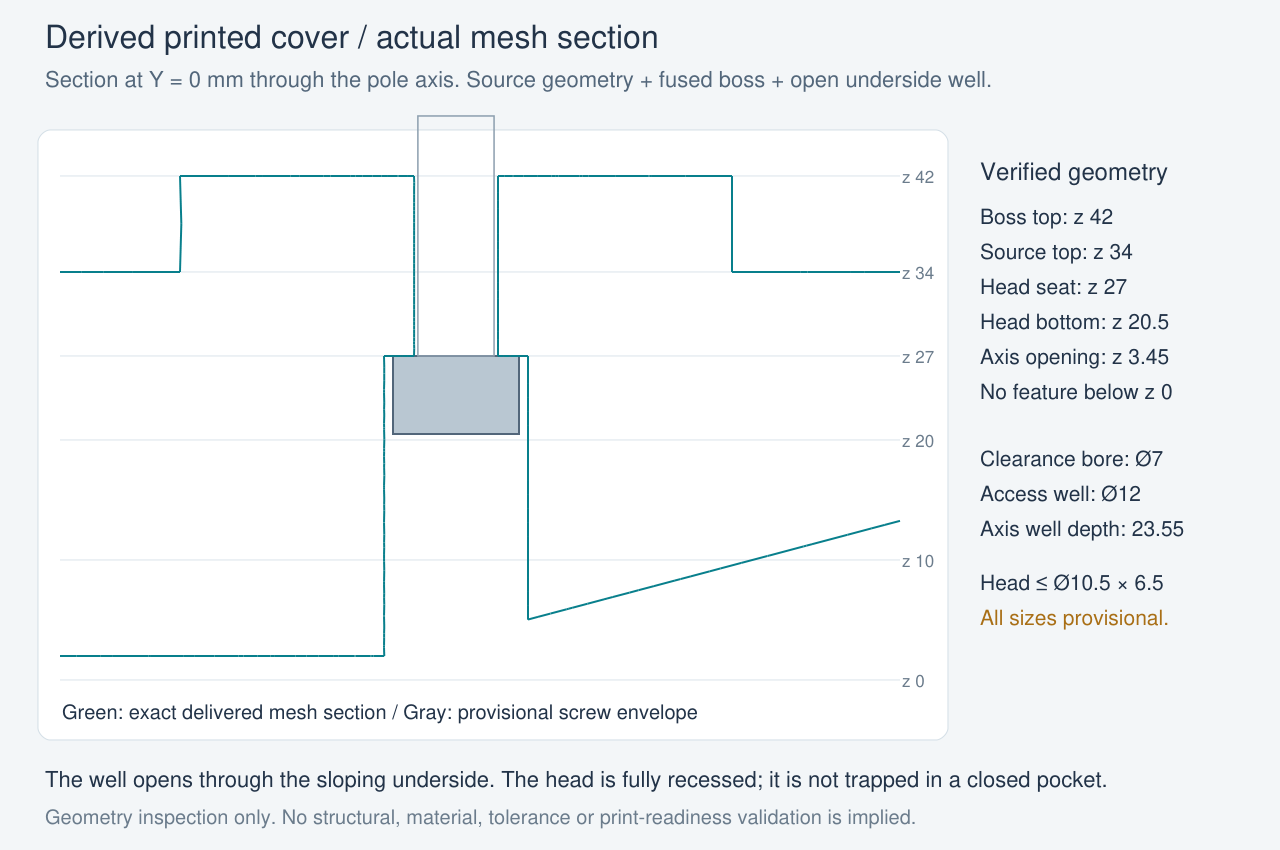 Derived printed cover / actual mesh section
Section at Y = 0 mm through the pole axis. Source geometry + fused boss + open underside well.
z 42
z 34
z 27
z 20
z 10
z 0
Green: exact delivered mesh section / Gray: provisional screw envelope
Verified geometry
Boss top: z 42
Source top: z 34
Head seat: z 27
Head bottom: z 20.5
Axis opening: z 3.45
No feature below z 0
Clearance bore: Ø7
Access well: Ø12
Axis well depth: 23.55
Head ≤ Ø10.5 × 6.5
All sizes provisional.
The well opens through the sloping underside. The head is fully recessed; it is not trapped in a closed pocket.
Geometry inspection only. No structural, material, tolerance or print-readiness validation is implied.